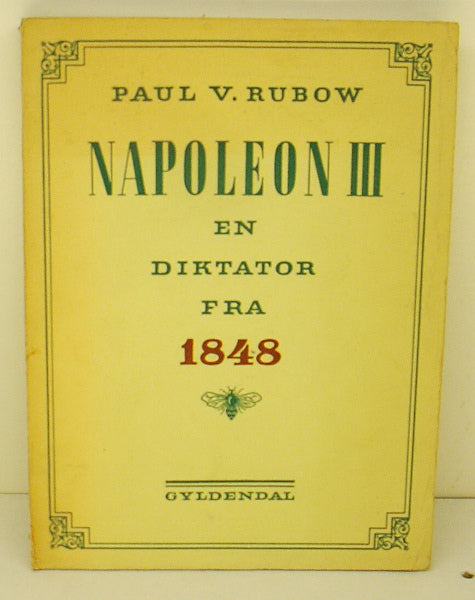 PAUL V. RUBOW
NAPOLEON III
EN
DIKTATOR
FRA
1848
GYLDENDAL